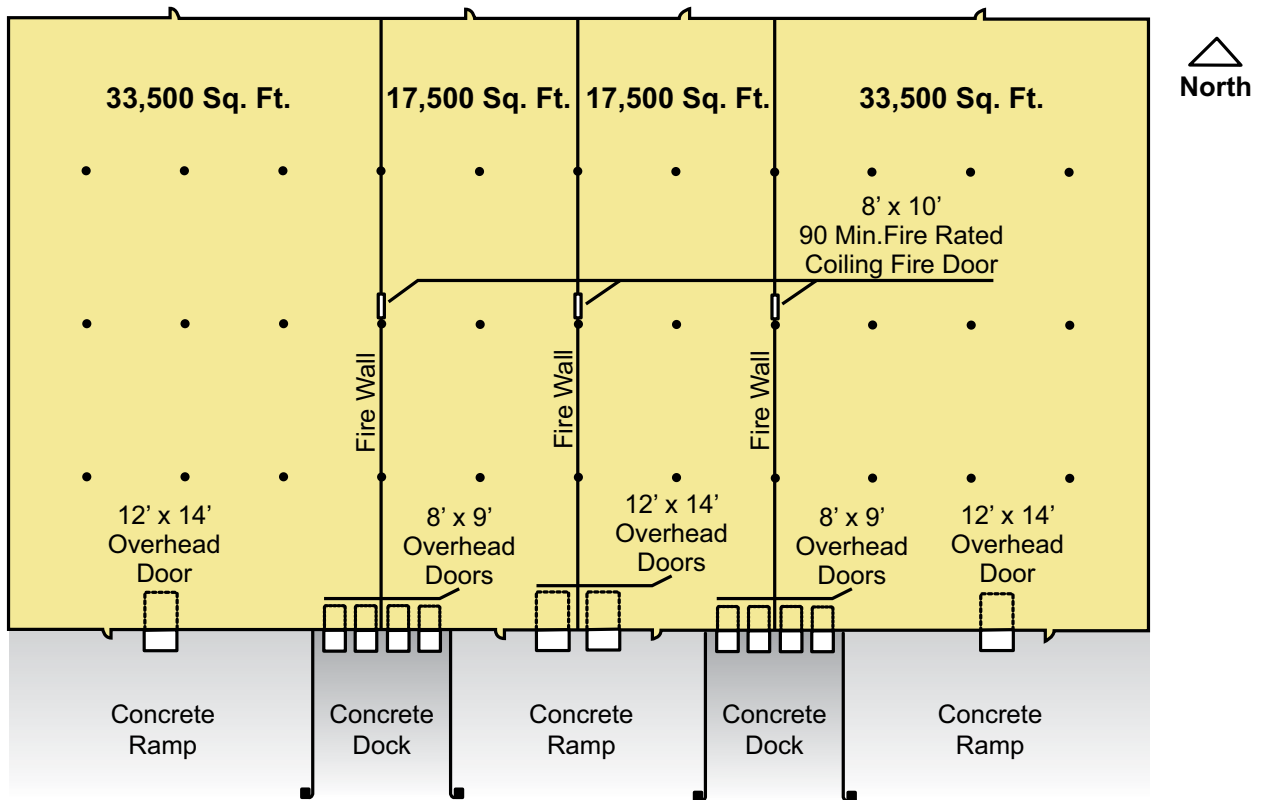 North
33,500 Sq. Ft.
17,500 Sq. Ft.
17,500 Sq. Ft.
33,500 Sq. Ft.
8’ x 10’
90 Min.Fire Rated
Coiling Fire Door
Fire Wall
Fire Wall
Fire Wall
12’ x 14’
Overhead
Door
8’ x 9’
Overhead
Doors
12’ x 14’
Overhead
Doors
8’ x 9’
Overhead
Doors
12’ x 14’
Overhead
Door
Concrete
Ramp
Concrete
Dock
Concrete
Ramp
Concrete
Dock
Concrete
Ramp